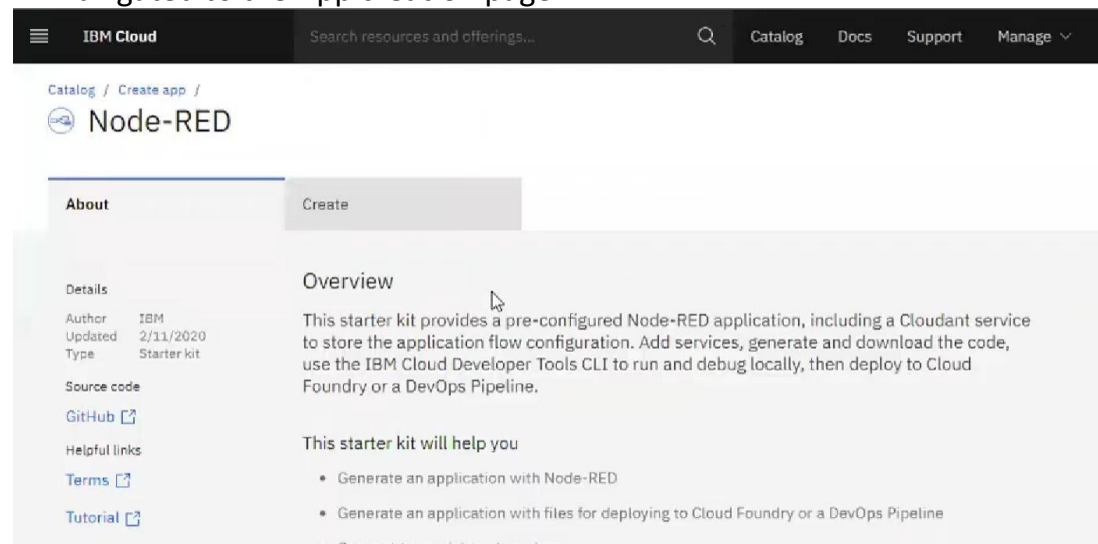 IBM Cloud
Search resources and offerings...
Catalog Docs Support Manage
Catalog / Create app /
Node-RED
About
Create
Details
Author IBM
Updated 2/11/2020
Type Starter kit
Source code
GitHub
Helpful links
Terms
Tutorial
Overview
This starter kit provides a pre-configured Node-RED application, including a Cloudant service
to store the application flow configuration. Add services, generate and download the code,
use the IBM Cloud Developer Tools CLI to run and debug locally, then deploy to Cloud
Foundry or a DevOps Pipeline.
This starter kit will help you
• Generate an application with Node-RED
• Generate an application with files for deploying to Cloud Foundry or a DevOps Pipeline